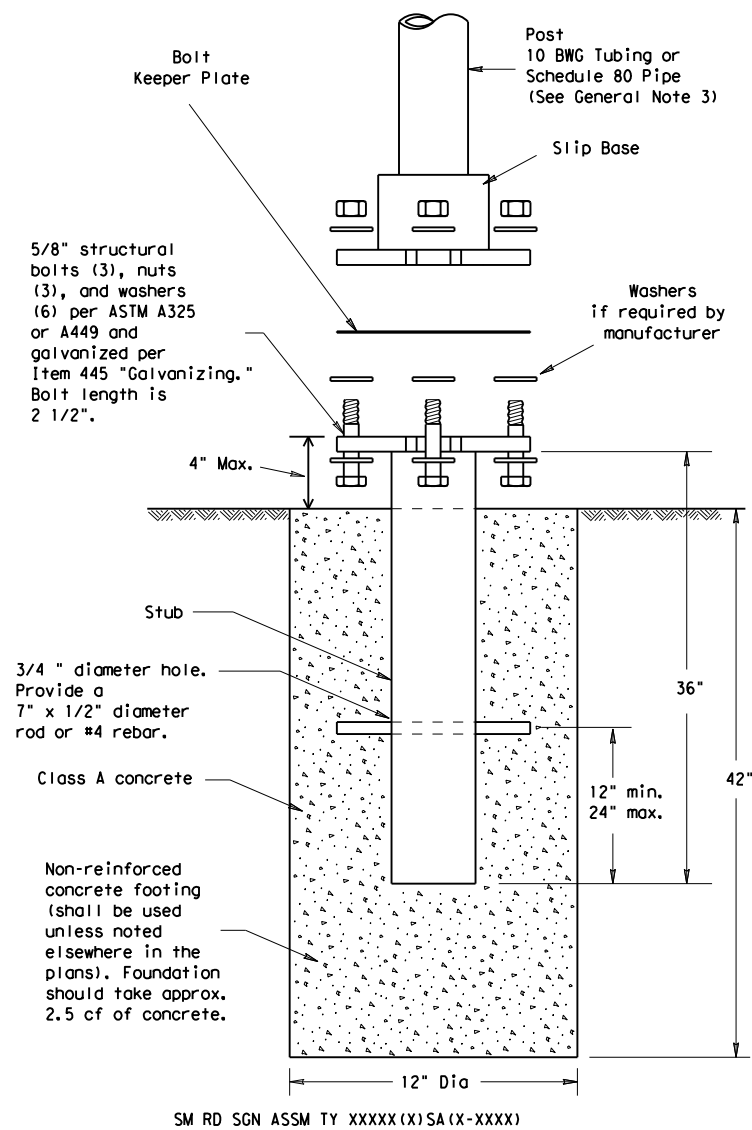 Bolt
Keeper Plate
Post
10 BWG Tubing or
Schedule 80 Pipe
(See General Note 3)
Slip Base
5/8" structural
bolts (3), nuts
(3), and washers
(6) per ASTM A325
or A449 and
galvanized per
Item 445 "Galvanizing."
Bolt length is
2 1/2".
Washers
if required by
manufacturer
4" Max.
Stub
3/4 " diameter hole.
Provide a
7" x 1/2" diameter
rod or #4 rebar.
36"
Class A concrete
12" min.
24" max.
42"
Non-reinforced
concrete footing
(shall be used
unless noted
elsewhere in the
plans). Foundation
should take approx.
2.5 cf of concrete.
12" Dia
SM RD SGN ASSM TY XXXXX(X)SA(X-XXXX)